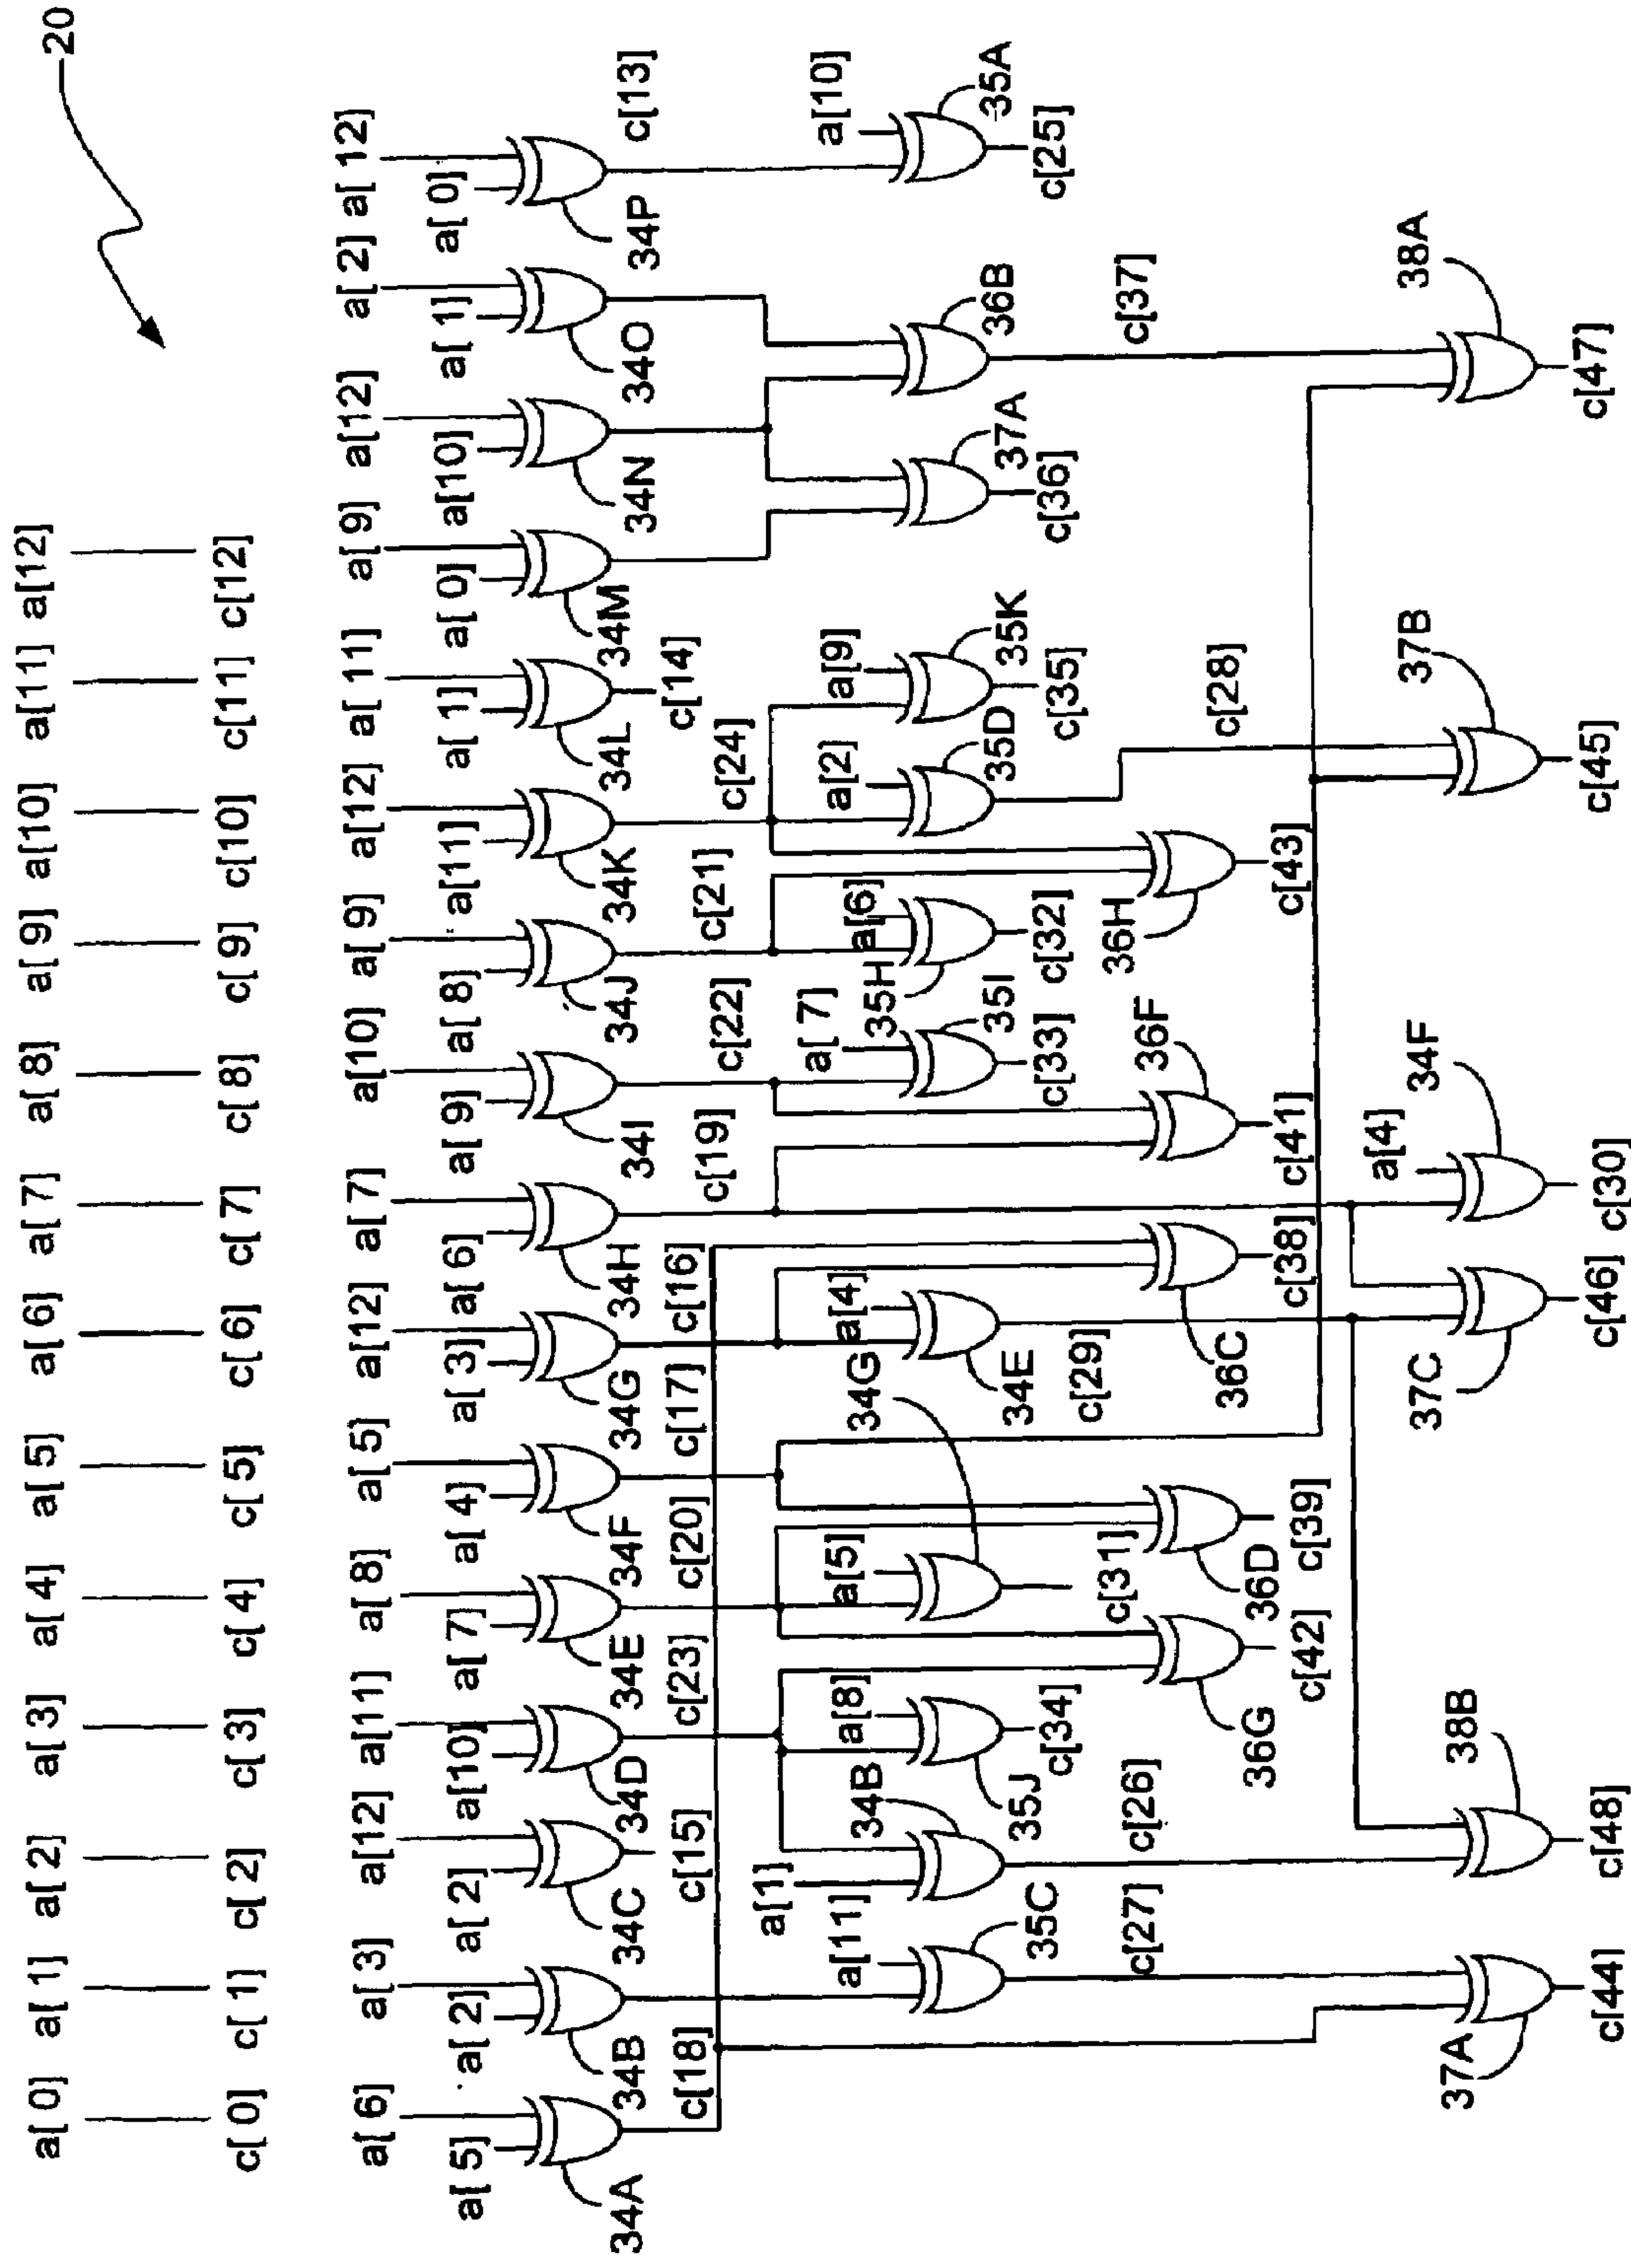 20
a[0] a[1] a[2] a[3] a[4] a[5] a[6] a[7] a[8] a[9] a[10] a[11] a[12]
c[0] c[1] c[2] c[3] c[4] c[5] c[6] c[7] c[8] c[9] c[10] c[11] c[12]
a[6] a[3] a[12] a[11] a[8] a[5] a[12] a[7] a[10] a[9] a[12] a[11] a[9] a[12] a[2] a[12]
a[5] a[2] a[2] a[10] a[7] a[4] a[3] a[6] a[9] a[8] a[11] a[1] a[0] a[10] a[1] a[0]
34A 34B 34C 34D 34E 34F 34G 34H 34I 34J 34K 34L 34M 34N 34O 34P
c[18] c[15] c[23] c[20] c[17] c[16] c[19] c[22] c[21] c[24] c[14] c[13]
a[11] a[1] a[8] a[5] a[4] a[7] a[6] a[2] a[9] a[10]
35C 34B 35J 34G 34E 35I 35H 35D 35K 37A 36B 35A
c[27] c[26] c[34] c[31] c[29] c[33] c[32] c[28] c[35] c[36] c[37] c[25]
36G 36D 36C 36F 36H
c[42] c[39] c[38] c[41] c[43]
a[4]
37A 38B 37C 34F 37B 38A
c[44] c[48] c[46] c[30] c[45] c[47]